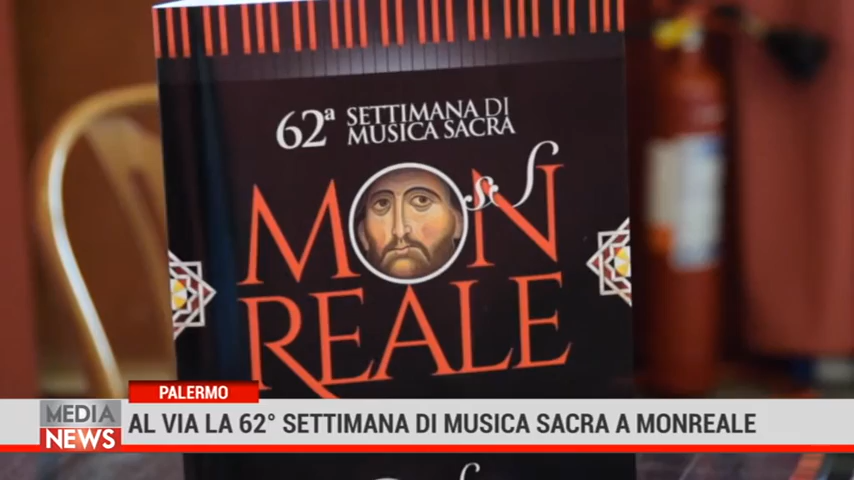 62ª SETTIMANA DI
MUSICA SACRA
MON
REALE
PALERMO
MEDIA
NEWS
AL VIA LA 62° SETTIMANA DI MUSICA SACRA A MONREALE